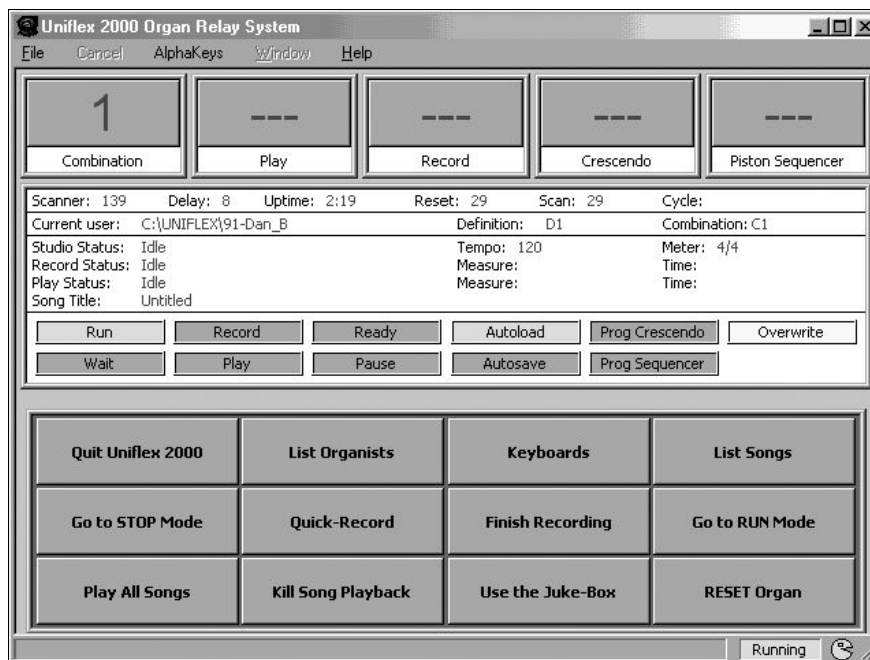 Uniflex 2000 Organ Relay System
File Cancel AlphaKeys Window Help
1 --- --- --- ---
Combination Play Record Crescendo Piston Sequencer
Scanner: 139 Delay: 8 Uptime: 2:19 Reset: 29 Scan: 29 Cycle:
Current user: C:\UNIFLEX\91-Dan_B Definition: D1 Combination: C1
Studio Status: Idle Tempo: 120 Meter: 4/4
Record Status: Idle Measure: Time:
Play Status: Idle Measure: Time:
Song Title: Untitled
Run Record Ready Autoload Prog Crescendo Overwrite
Wait Play Pause Autosave Prog Sequencer
Quit Uniflex 2000 List Organists Keyboards List Songs
Go to STOP Mode Quick-Record Finish Recording Go to RUN Mode
Play All Songs Kill Song Playback Use the Juke-Box RESET Organ
Running